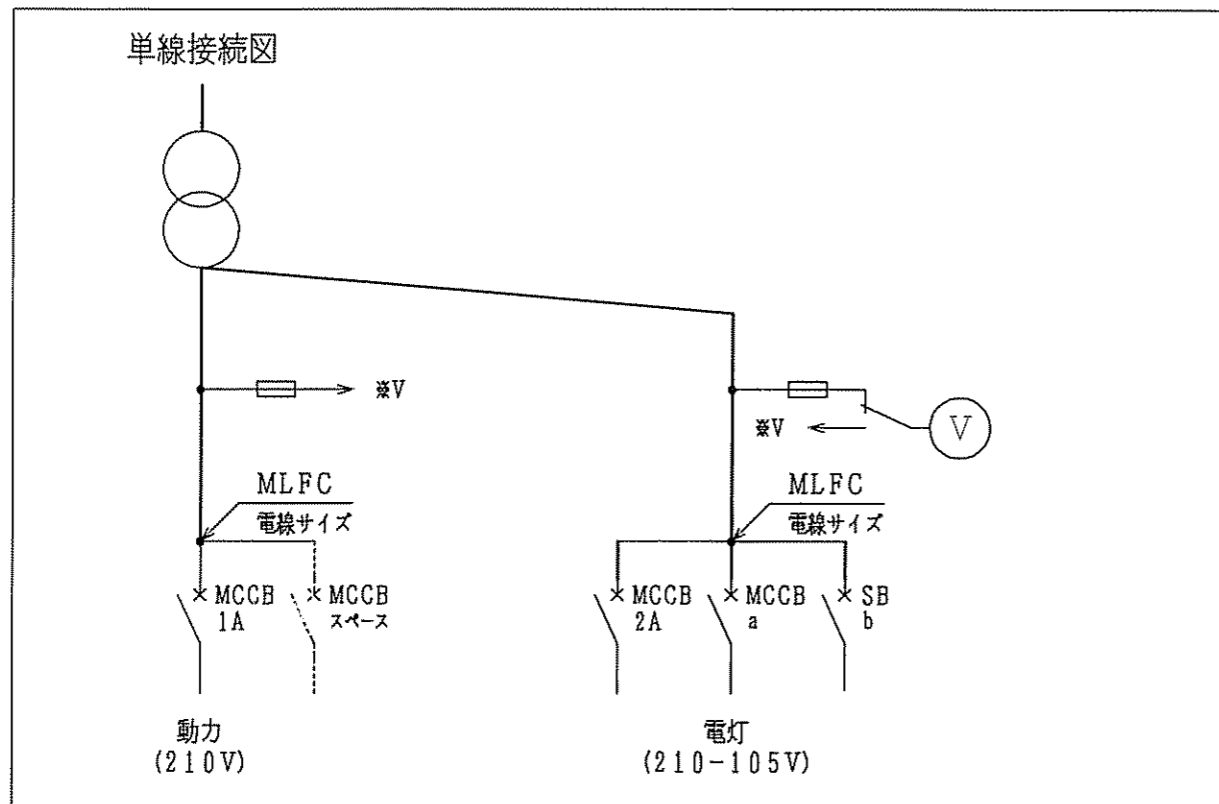 単線接続図
※V
※V
V
MLFC
電線サイズ
MLFC
電線サイズ
MCCB
1A
MCCB
スペース
MCCB
2A
MCCB
a
SB
b
動力
(210V)
電灯
(210-105V)